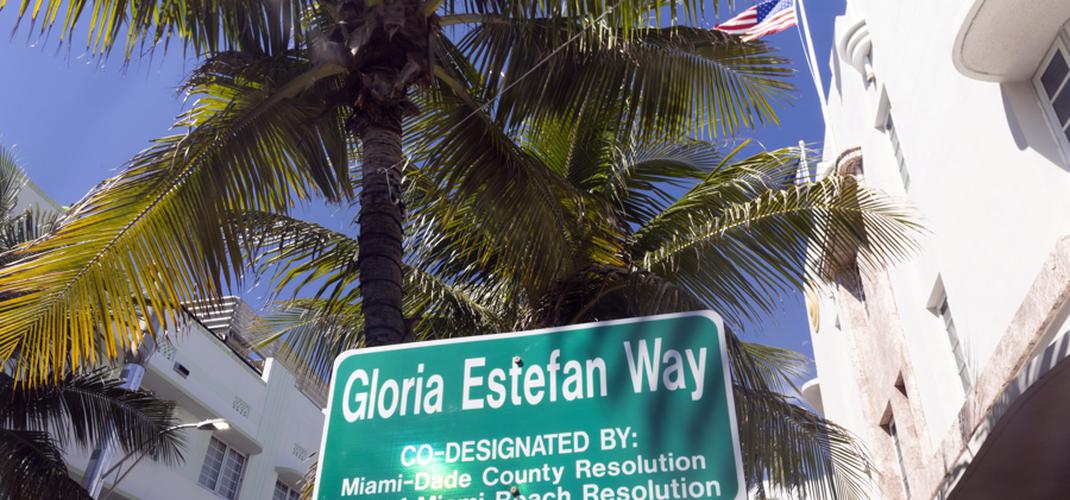 Gloria Estefan Way
CO-DESIGNATED BY:
Miami-Dade County Resolution
Miami Beach Resolution